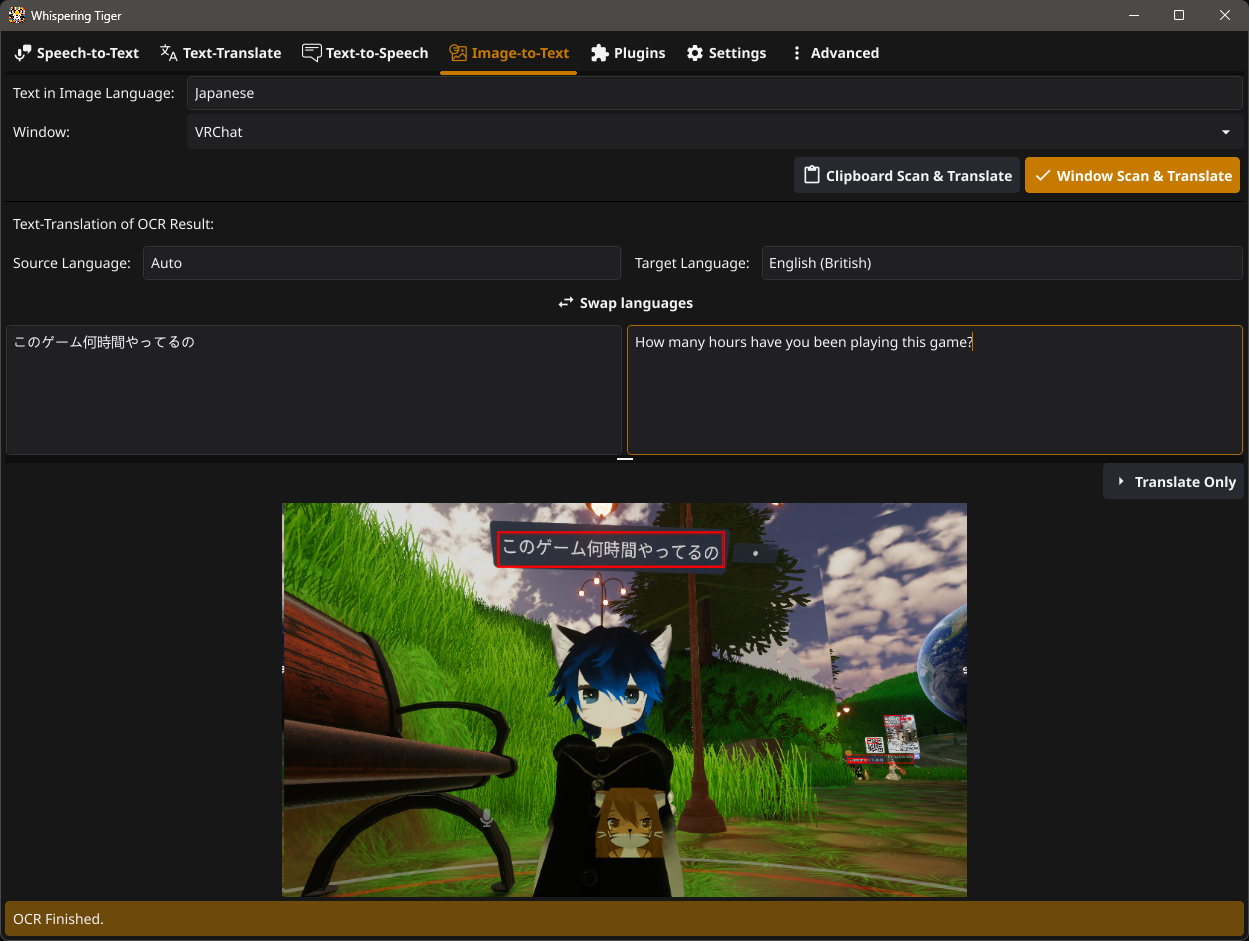 Whispering Tiger
Speech-to-Text
Text-Translate
Text-to-Speech
Image-to-Text
Plugins
Settings
Advanced
Text in Image Language:
Japanese
Window:
VRChat
Clipboard Scan & Translate
Window Scan & Translate
Text-Translation of OCR Result:
Source Language:
Auto
Target Language:
English (British)
Swap languages
このゲーム何時間やってるの
How many hours have you been playing this game?
Translate Only
このゲーム何時間やってるの
OCR Finished.